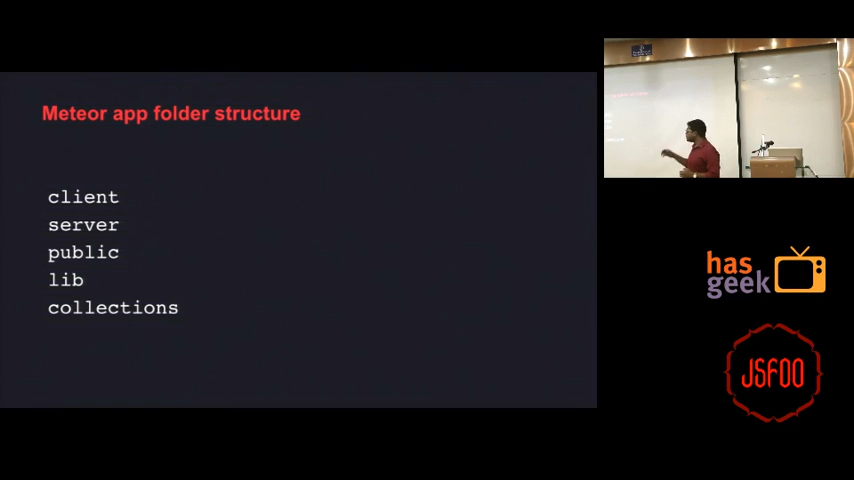 Meteor app folder structure
client
server
public
lib
collections
has
geek
JSFOO